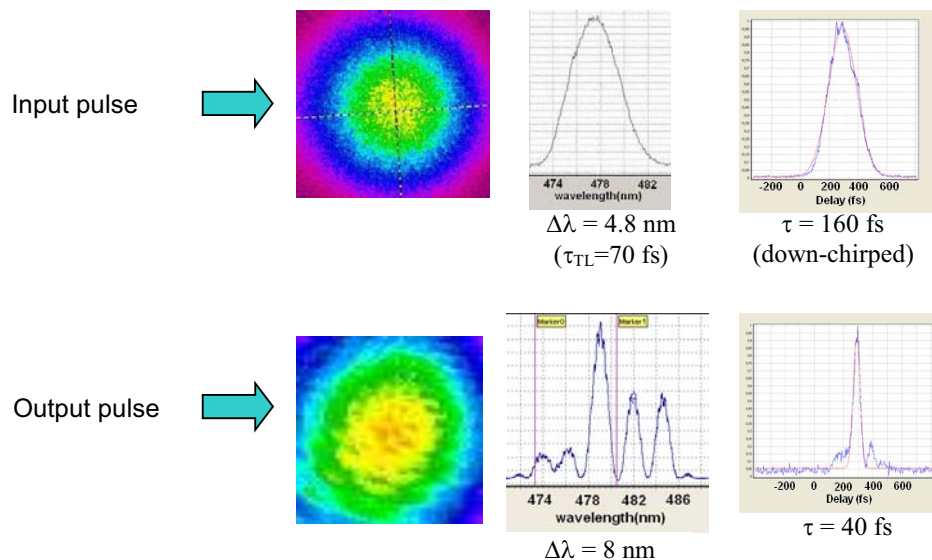 Input pulse
474 478 482
wavelength(nm)
Δλ = 4.8 nm
(τTL=70 fs)
-200 0 200 400 600
Delay (fs)
τ = 160 fs
(down-chirped)
Output pulse
Marker0 Marker1
474 478 482 486
wavelength(nm)
Δλ = 8 nm
-200 0 200 400 600
Delay (fs)
τ = 40 fs